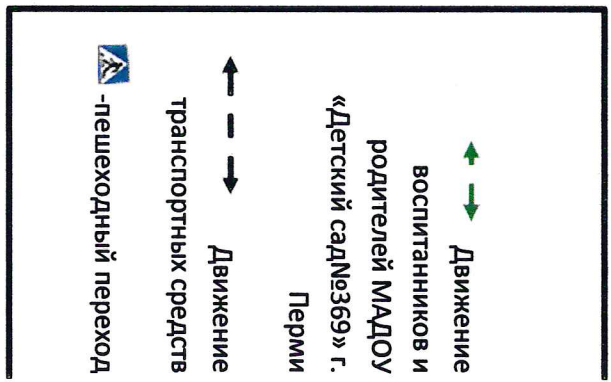 Движение
воспитанников и
родителей МАДОУ
«Детский сад№369» г.
Перми
Движение
транспортных средств
-пешеходный переход